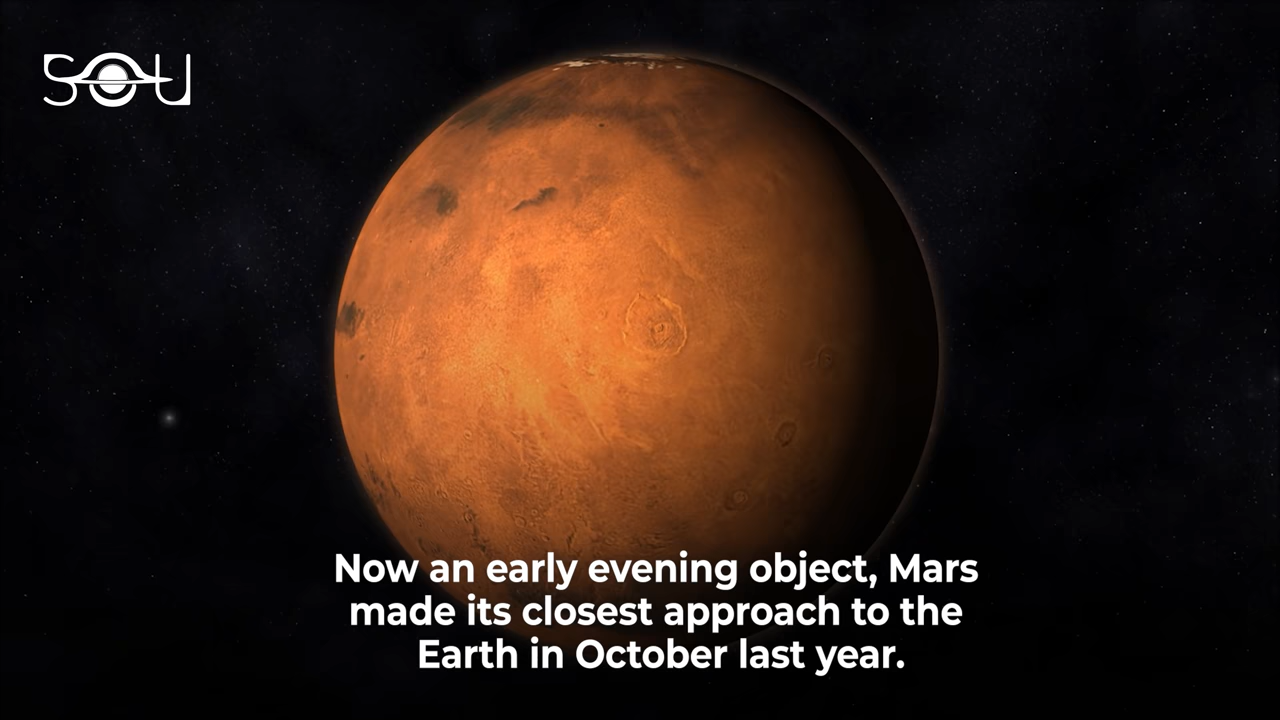 SOU
Now an early evening object, Mars
made its closest approach to the
Earth in October last year.